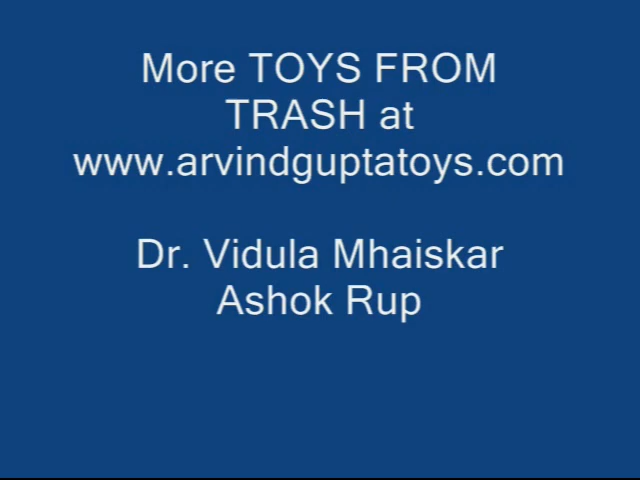 More TOYS FROM
TRASH at
www.arvindguptatoys.com
Dr. Vidula Mhaiskar
Ashok Rup